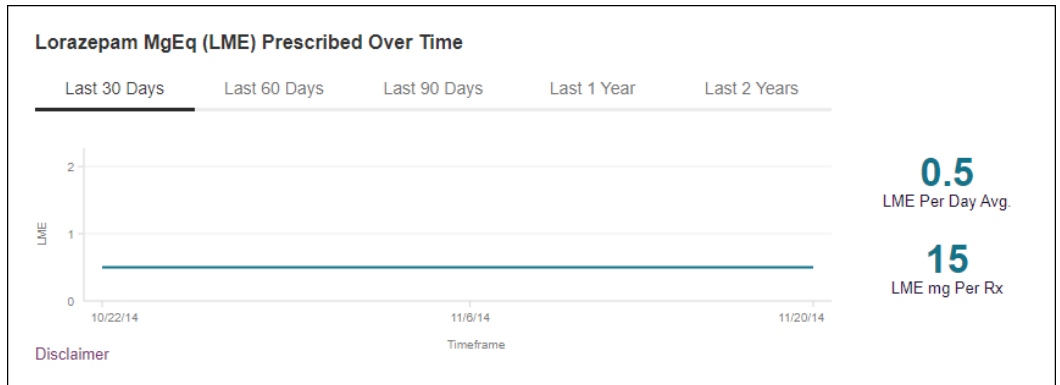 Lorazepam MgEq (LME) Prescribed Over Time
Last 30 Days Last 60 Days Last 90 Days Last 1 Year Last 2 Years
2
1
0
LME
10/22/14 11/6/14 11/20/14
Timeframe
0.5
LME Per Day Avg.
15
LME mg Per Rx
Disclaimer